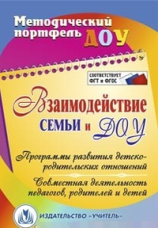 Методический
портфель ДОУ
СООТВЕТСТВУЕТ
ФГТ И ФГОС
Взаимодействие
семьи и ДОУ
Программы развития детско-
родительских отношений
Совместная деятельность
педагогов, родителей и детей
ИЗДАТЕЛЬСТВО «УЧИТЕЛЬ»